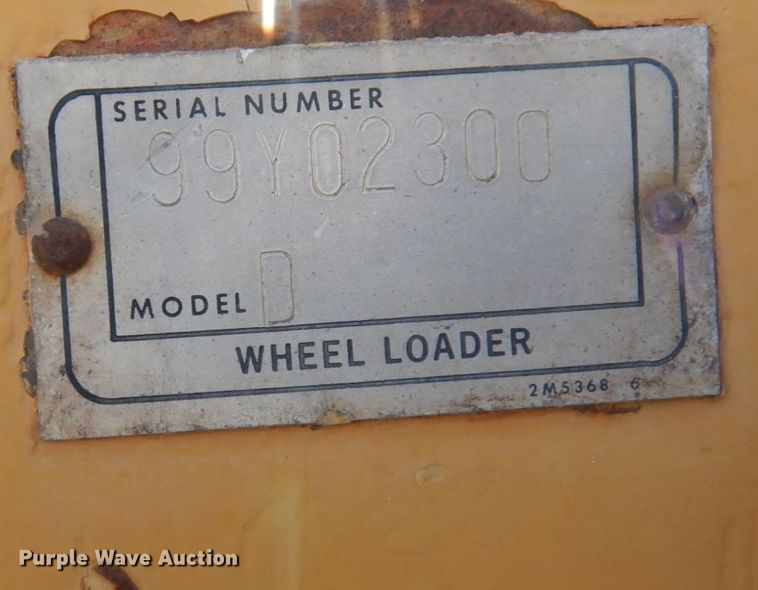 SERIAL NUMBER
99Y02300
MODEL D
WHEEL LOADER
2M5368 6
Purple Wave Auction